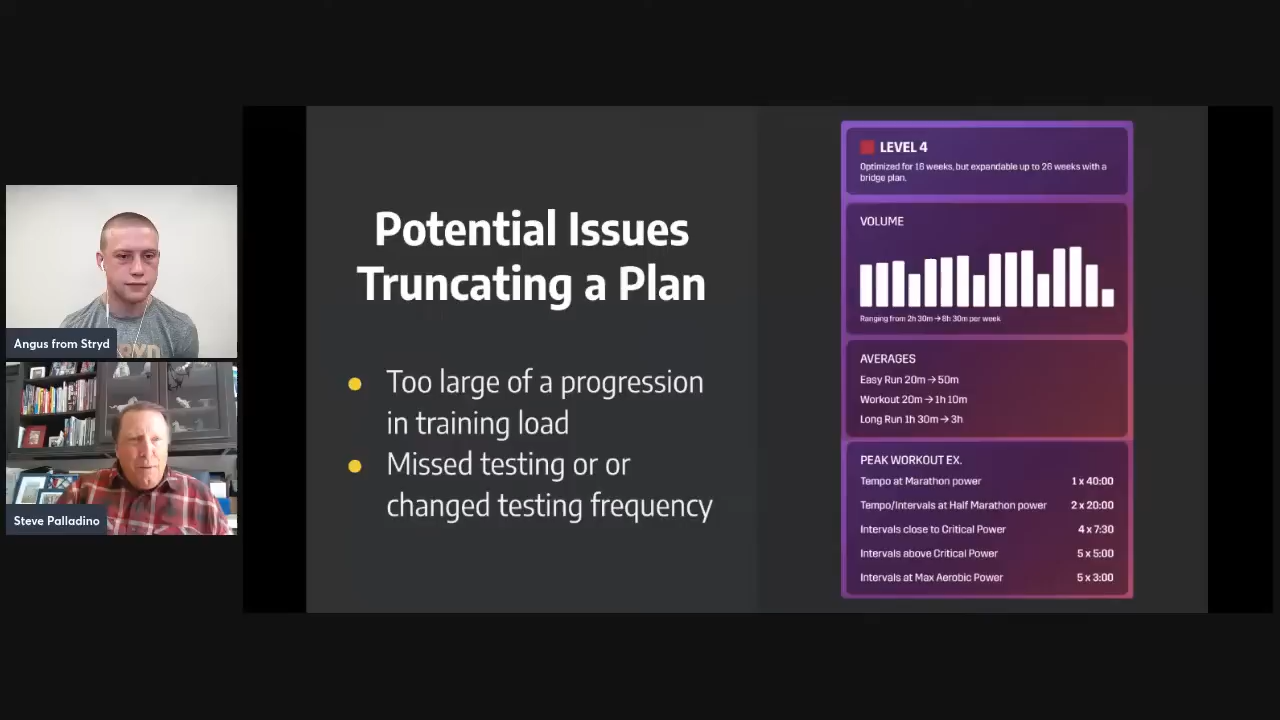 Angus from Stryd
Steve Palladino
Potential Issues
Truncating a Plan
Too large of a progression
in training load
Missed testing or or
changed testing frequency
LEVEL 4
Optimized for 16 weeks, but expandable up to 26 weeks with a
bridge plan.
VOLUME
Ranging from 2h 30m → 6h 30m per week
AVERAGES
Easy Run 20m → 50m
Workout 20m → 1h 10m
Long Run 1h 30m → 3h
PEAK WORKOUT EX.
Tempo at Marathon power 1 x 40:00
Tempo/Intervals at Half Marathon power 2 x 20:00
Intervals close to Critical Power 4 x 7:30
Intervals above Critical Power 5 x 5:00
Intervals at Max Aerobic Power 5 x 3:00